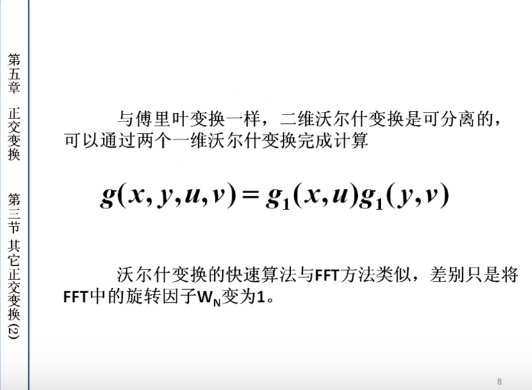 第五章 正交变换 第三节 其它正交变换(2)
与傅里叶变换一样，二维沃尔什变换是可分离的，
可以通过两个一维沃尔什变换完成计算
g(x, y,u,v) = g₁(x,u)g₁(y,v)
沃尔什变换的快速算法与FFT方法类似，差别只是将
FFT中的旋转因子W_N变为1。
8